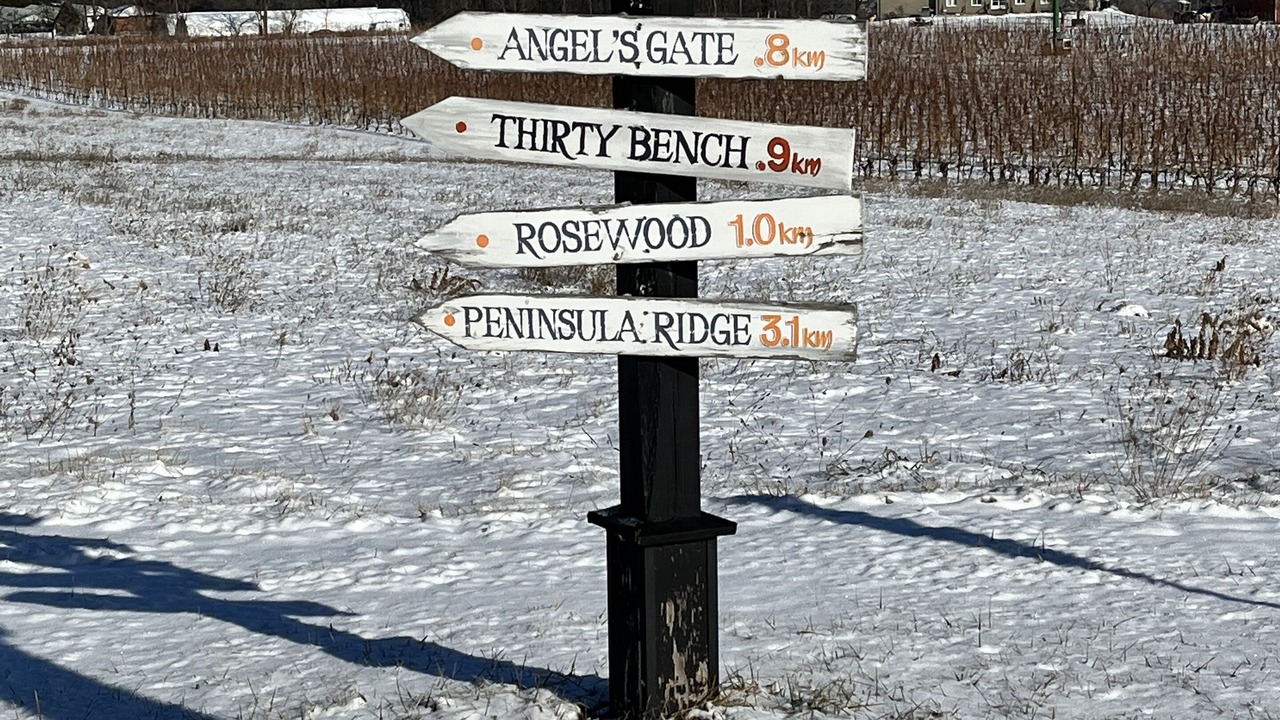 ANGEL'S GATE .8km
THIRTY BENCH .9km
ROSEWOOD 1.0km
PENINSULA RIDGE 3.1km